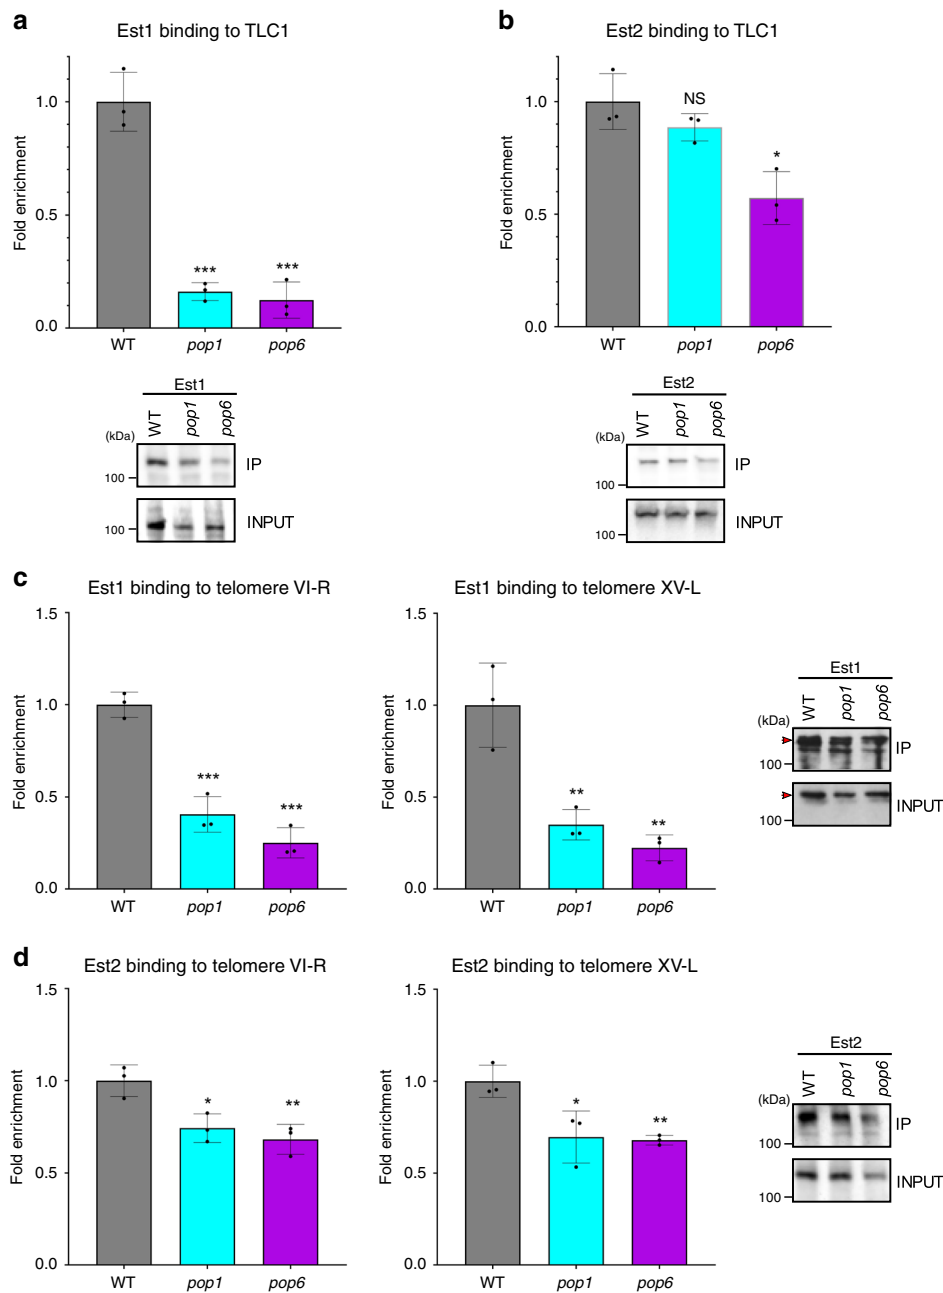 a
Est1 binding to TLC1
Fold enrichment
1.0
0.5
0.0
***
***
WT
pop1
pop6
Est1
WT
pop1
pop6
(kDa)
100
IP
100
INPUT
b
Est2 binding to TLC1
Fold enrichment
1.0
0.5
0.0
NS
*
WT
pop1
pop6
Est2
WT
pop1
pop6
(kDa)
100
IP
100
INPUT
c
Est1 binding to telomere VI-R
Fold enrichment
1.5
1.0
0.5
0.0
***
***
WT
pop1
pop6
Est1 binding to telomere XV-L
Fold enrichment
1.5
1.0
0.5
0.0
**
**
WT
pop1
pop6
Est1
WT
pop1
pop6
(kDa)
100
IP
100
INPUT
d
Est2 binding to telomere VI-R
Fold enrichment
1.5
1.0
0.5
0.0
*
**
WT
pop1
pop6
Est2 binding to telomere XV-L
Fold enrichment
1.5
1.0
0.5
0.0
*
**
WT
pop1
pop6
Est2
WT
pop1
pop6
(kDa)
100
IP
100
INPUT